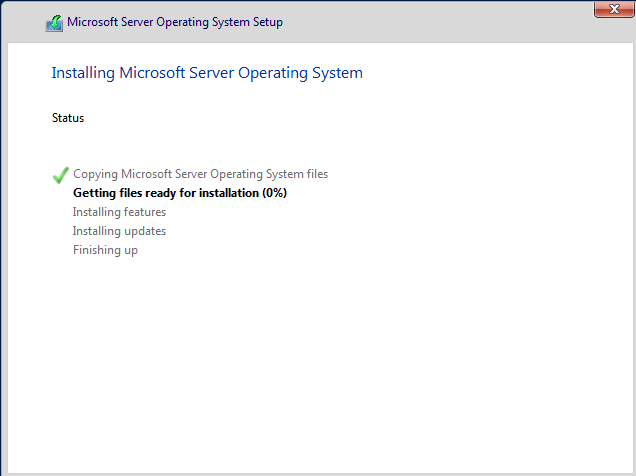 Microsoft Server Operating System Setup
Installing Microsoft Server Operating System
Status
Copying Microsoft Server Operating System files
Getting files ready for installation (0%)
Installing features
Installing updates
Finishing up